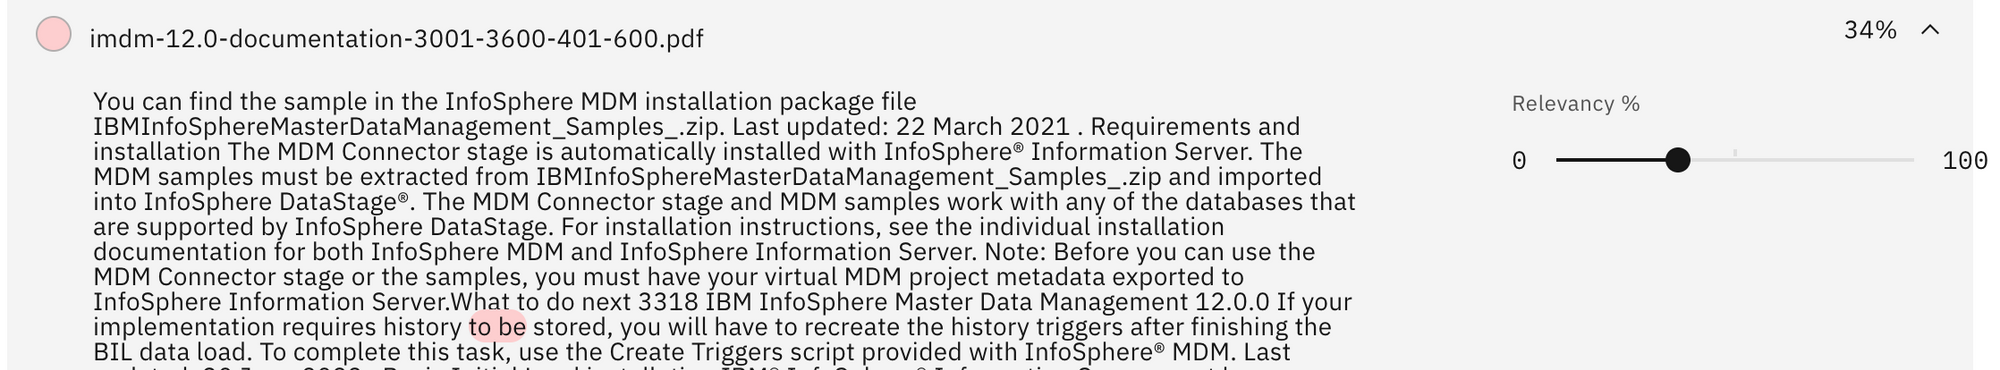 imdm-12.0-documentation-3001-3600-401-600.pdf
34%
You can find the sample in the InfoSphere MDM installation package file
IBMInfoSphereMasterDataManagement_Samples_.zip. Last updated: 22 March 2021 . Requirements and
installation The MDM Connector stage is automatically installed with InfoSphere® Information Server. The
MDM samples must be extracted from IBMInfoSphereMasterDataManagement_Samples_.zip and imported
into InfoSphere DataStage®. The MDM Connector stage and MDM samples work with any of the databases that
are supported by InfoSphere DataStage. For installation instructions, see the individual installation
documentation for both InfoSphere MDM and InfoSphere Information Server. Note: Before you can use the
MDM Connector stage or the samples, you must have your virtual MDM project metadata exported to
InfoSphere Information Server.What to do next 3318 IBM InfoSphere Master Data Management 12.0.0 If your
implementation requires history to be stored, you will have to recreate the history triggers after finishing the
BIL data load. To complete this task, use the Create Triggers script provided with InfoSphere® MDM. Last
Relevancy %
0
100